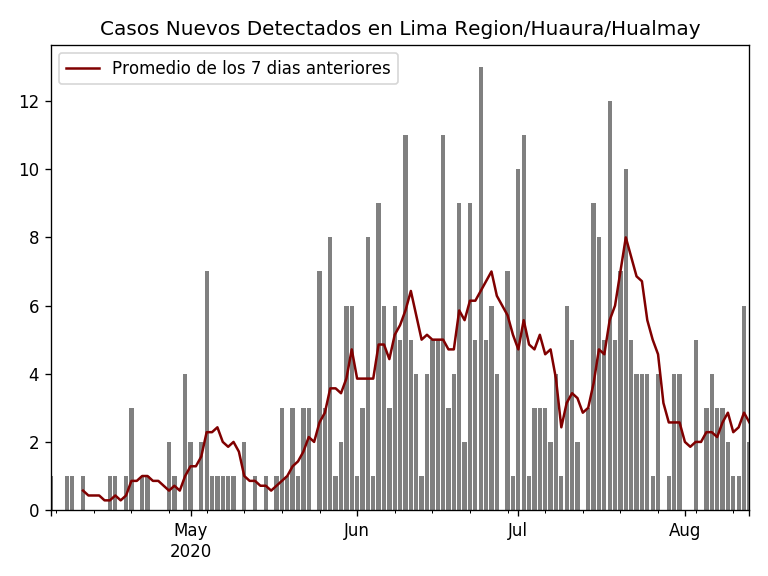 Casos Nuevos Detectados en Lima Region/Huaura/Hualmay
Promedio de los 7 dias anteriores
12
10
8
6
4
2
0
May
2020
Jun
Jul
Aug